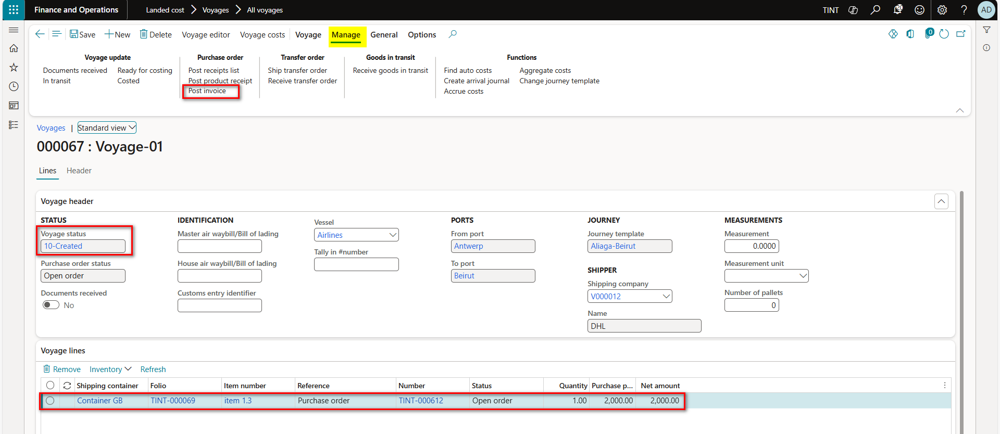 Finance and Operations
Landed cost > Voyages > All voyages
TINT
20
?
AD
Save
New
Delete
Voyage editor
Voyage costs
Voyage
Manage
General
Options
0
Voyage update
Documents received
Ready for costing
In transit
Costed
Purchase order
Post receipts list
Post product receipt
Post invoice
Transfer order
Ship transfer order
Receive transfer order
Goods in transit
Receive goods in transit
Functions
Find auto costs
Aggregate costs
Create arrival journal
Change journey template
Accrue costs
Voyages | Standard view
000067 : Voyage-01
Lines
Header
Voyage header
STATUS
Voyage status
10-Created
Purchase order status
Open order
Documents received
No
IDENTIFICATION
Master air waybill/Bill of lading
House air waybill/Bill of lading
Customs entry identifier
Vessel
Airlines
Tally in #number
PORTS
From port
Antwerp
To port
Beirut
JOURNEY
Journey template
Aliaga-Beirut
SHIPPER
Shipping company
V000012
Name
DHL
MEASUREMENTS
Measurement
0.0000
Measurement unit
Number of pallets
0
Voyage lines
Remove
Inventory
Refresh
Shipping container Folio Item number Reference Number Status Quantity Purchase p... Net amount
Container GB TINT-000069 item 1.3 Purchase order TINT-000612 Open order 1.00 2,000.00 2,000.00